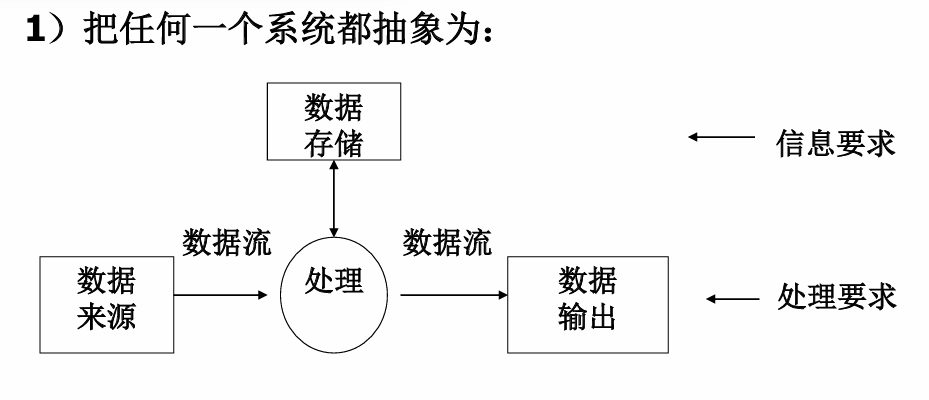 1）把任何一个系统都抽象为：
数据
存储
信息要求
数据流
数据流
数据
来源
处理
数据
输出
处理要求